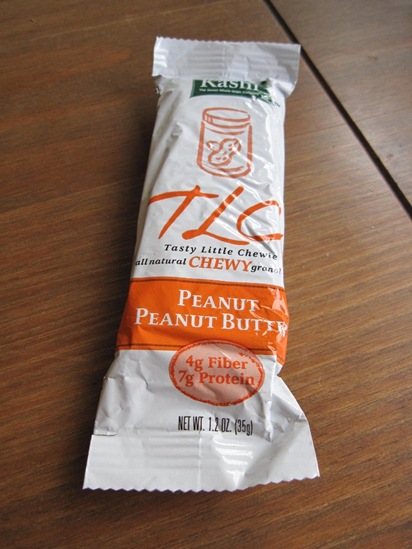 Kashi
TLC
Tasty Little Chewie
all natural CHEWY granol
PEANUT
PEANUT BUTTER
4g Fiber
7g Protein
NET WT. 1.2 OZ. (35g)